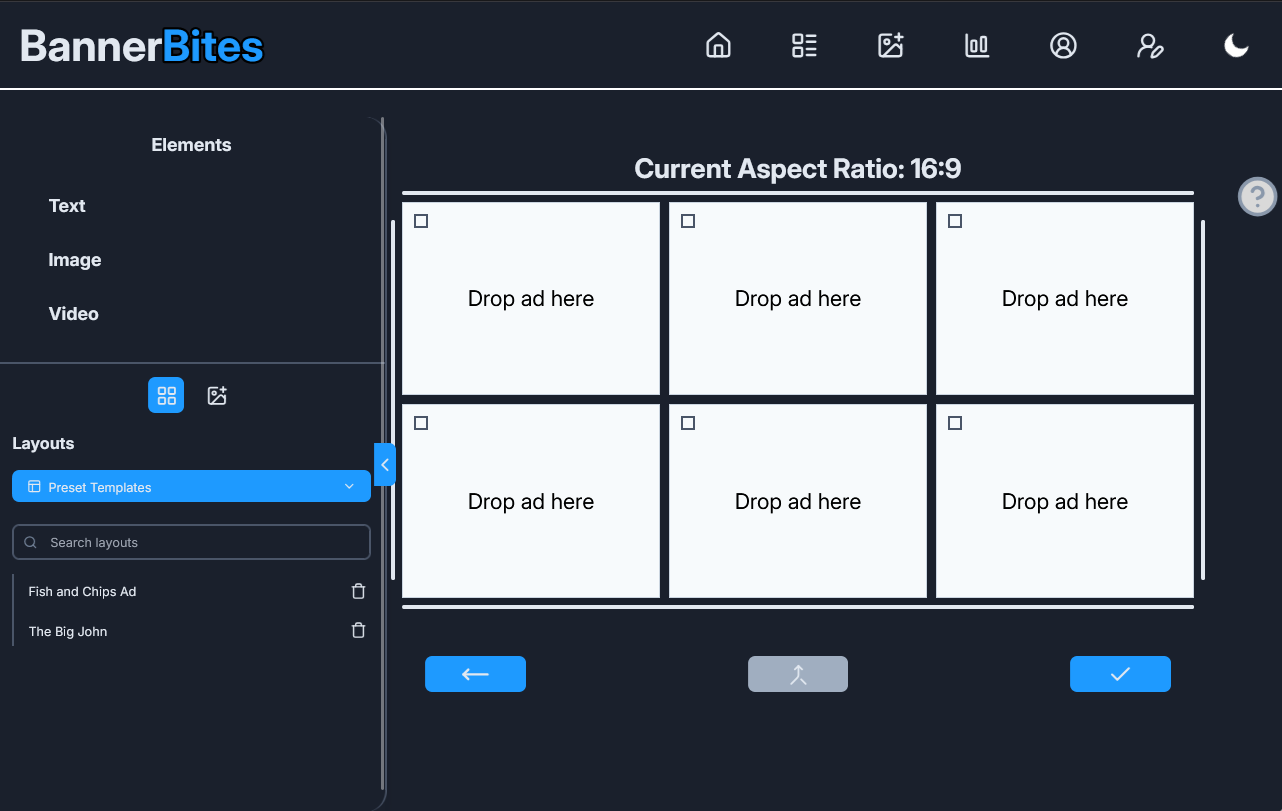 BannerBites
Elements
Text
Image
Video
Layouts
Preset Templates
Search layouts
Fish and Chips Ad
The Big John
Current Aspect Ratio: 16:9
?
Drop ad here
Drop ad here
Drop ad here
Drop ad here
Drop ad here
Drop ad here